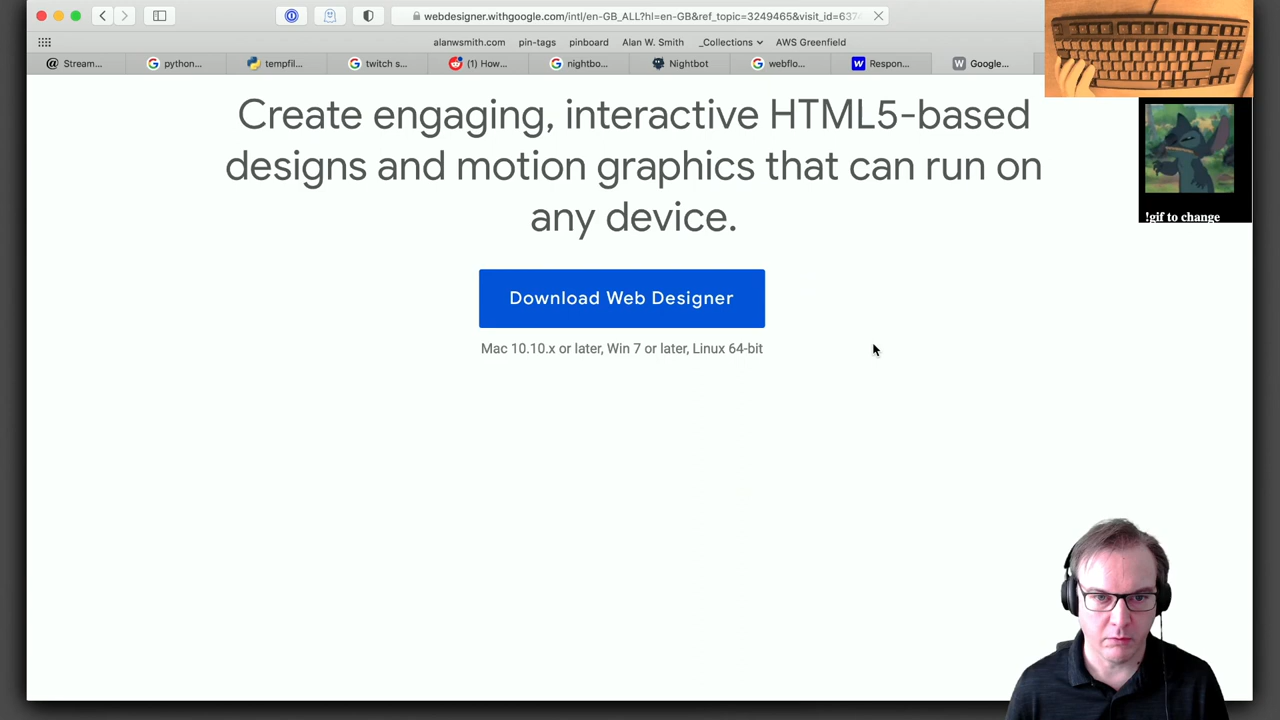 webdesigner.withgoogle.com/intl/en-GB_ALL?hl=en-GB&ref_topic=3249465&visit_id=637
alanwsmith.com pin-tags pinboard Alan W. Smith _Collections AWS Greenfield
Stream... python... tempfil... twitch s... (1) How... nightbo... Nightbot webflo... Respon... Google...
Create engaging, interactive HTML5-based
designs and motion graphics that can run on
any device.
Download Web Designer
Mac 10.10.x or later, Win 7 or later, Linux 64-bit
!gif to change